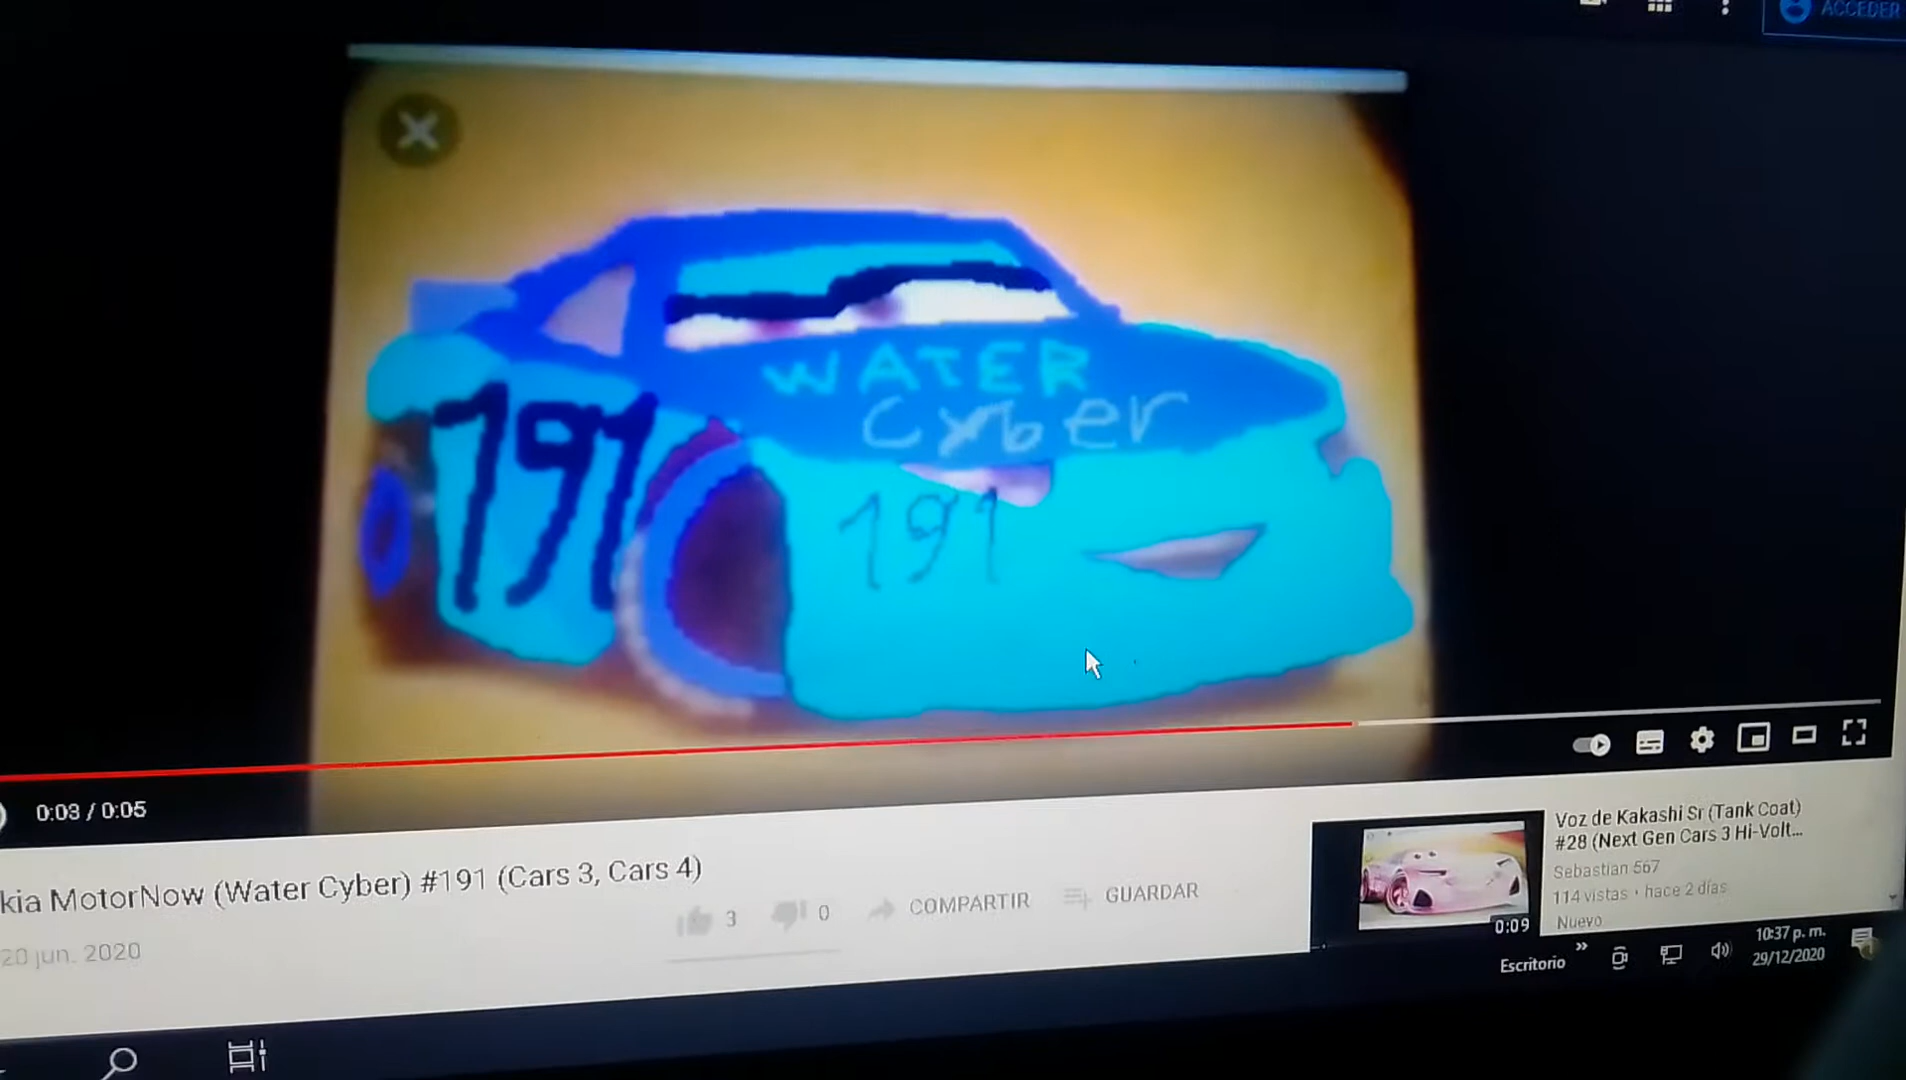 ACCEDER
WATER
Cyber
191
191
0:03 / 0:05
kia MotorNow (Water Cyber) #191 (Cars 3, Cars 4)
20 jun. 2020
3
0
COMPARTIR
GUARDAR
0:09
Voz de Kakashi Sr (Tank Coat)
#28 (Next Gen Cars 3 Hi-Volt...
Sebastian 567
114 vistas • hace 2 días
Nuevo
Escritorio
10:37 p. m.
29/12/2020